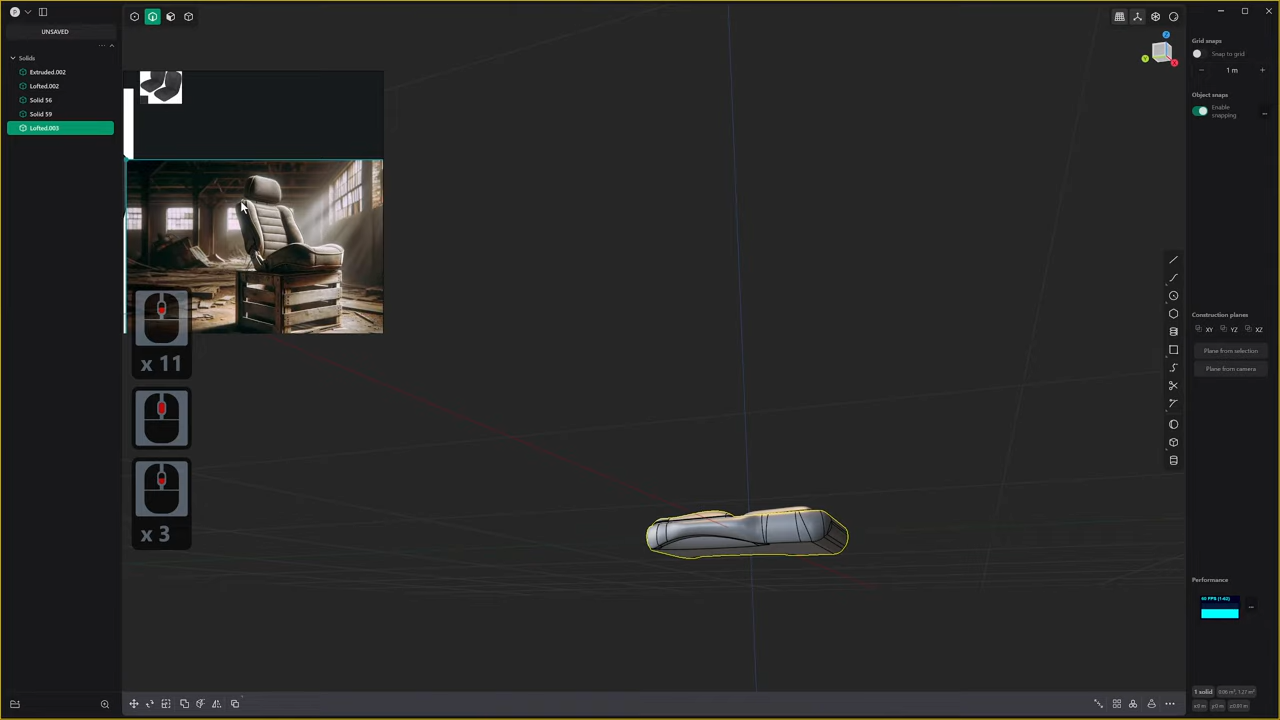 UNSAVED
Solids
Extruded.002
Lofted.002
Solid 56
Solid 59
Lofted.003
x 11
x 3
Z
Y
X
Grid snaps
Snap to grid
1 m
Object snaps
Enable
snapping
Construction planes
XY YZ XZ
Plane from selection
Plane from camera
Performance
1 solid